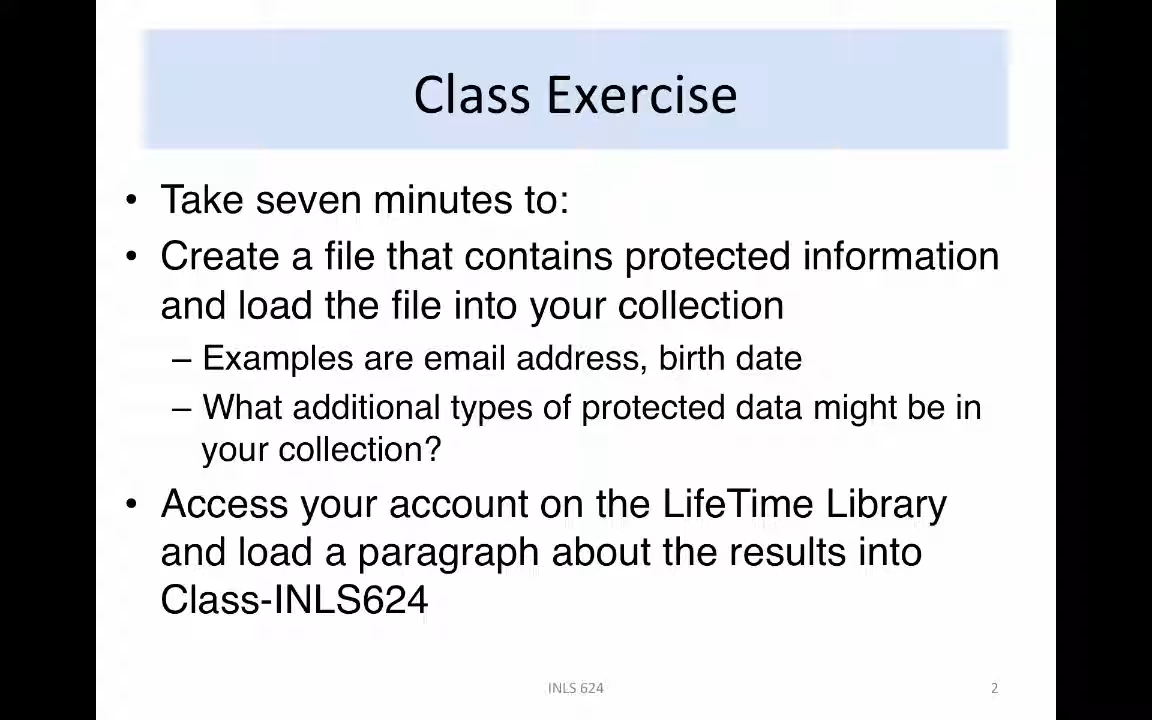 Class Exercise
• Take seven minutes to:
• Create a file that contains protected information
and load the file into your collection
– Examples are email address, birth date
– What additional types of protected data might be in
your collection?
• Access your account on the LifeTime Library
and load a paragraph about the results into
Class-INLS624
INLS 624
2